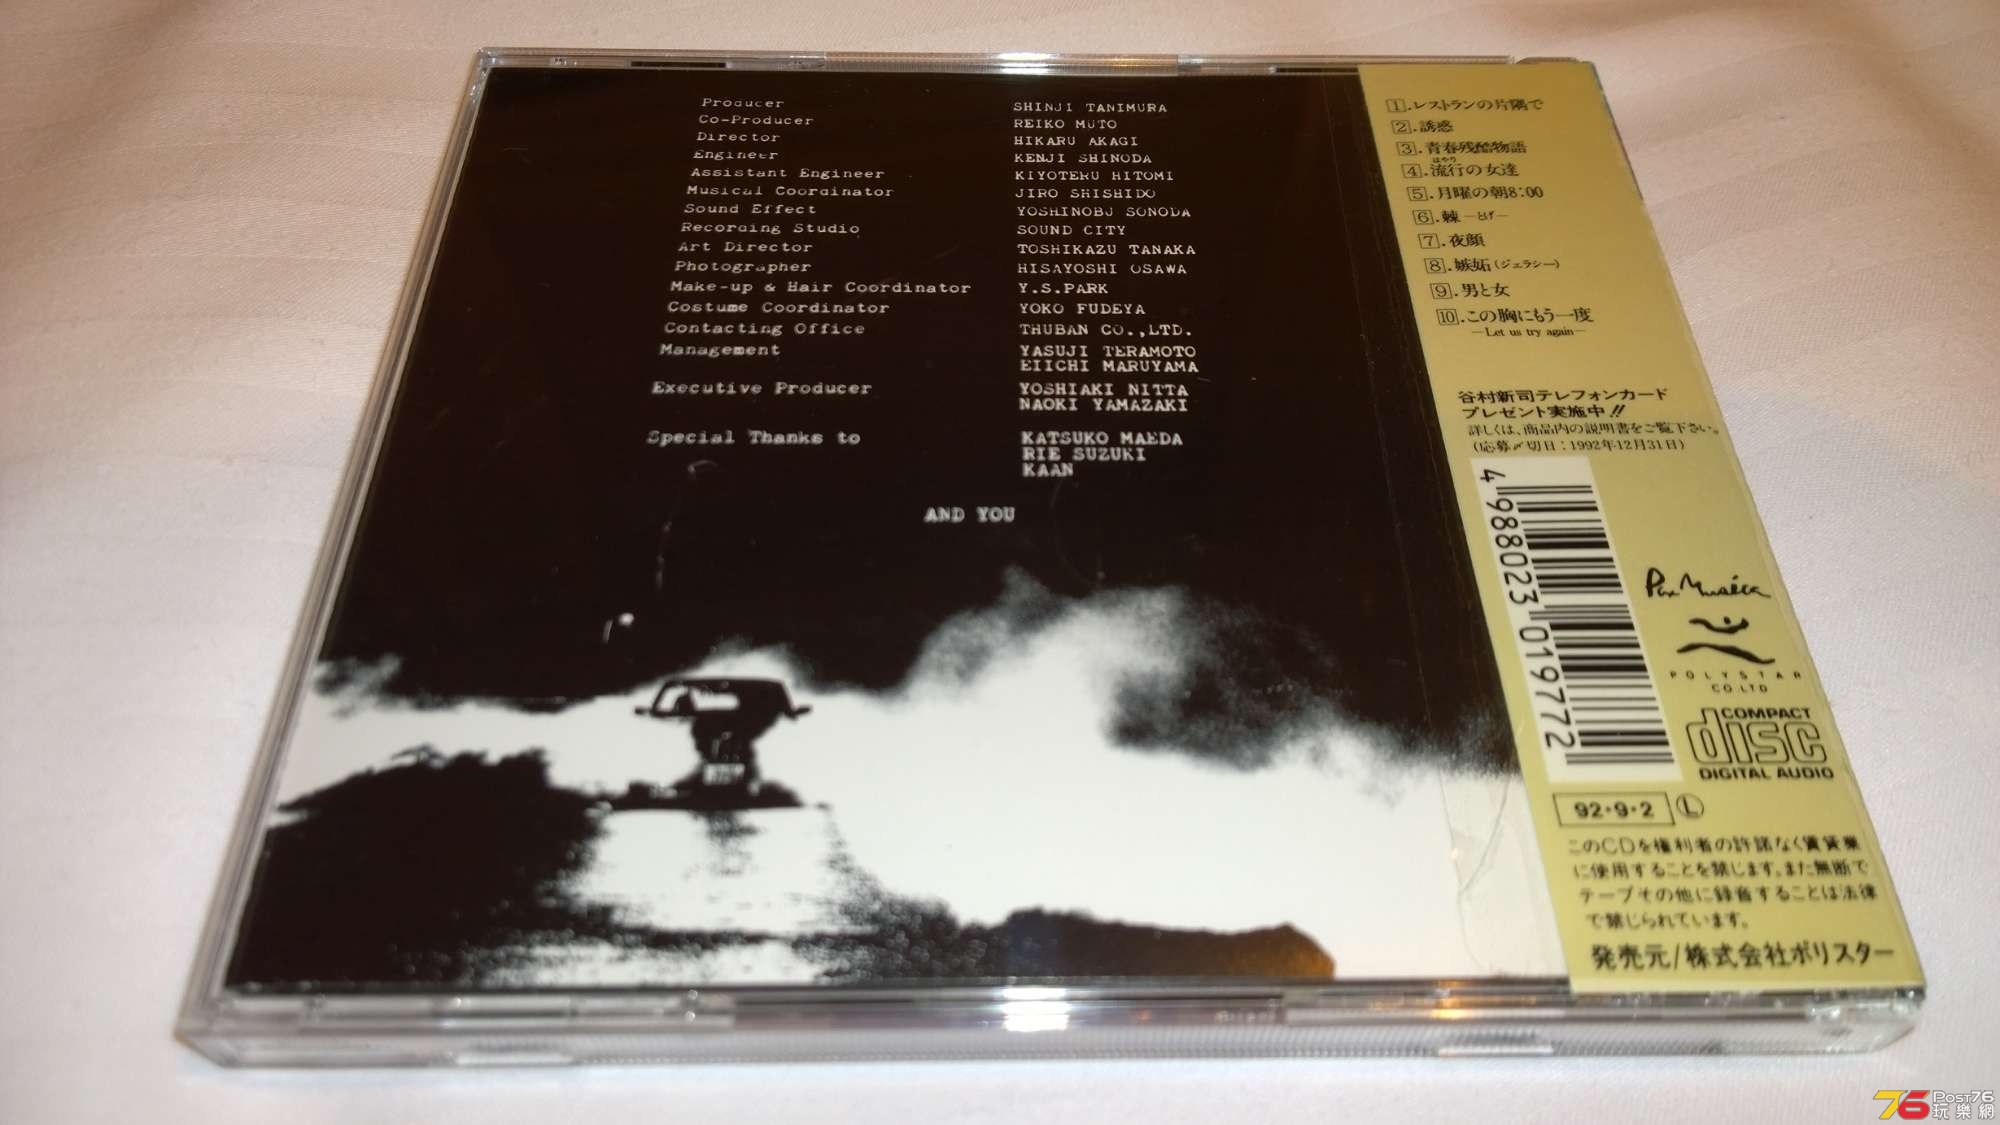 Producer SHINJI TANIMURA
Co-Producer REIKO MUTO
Director HIKARU AKAGI
Engineer KENJI SHINODA
Assistant Engineer KIYOTERU HITOMI
Musical Coordinator JIRO SHISHIDO
Sound Effect YOSHINOBU SONODA
Recording Studio SOUND CITY
Art Director TOSHIKAZU TANAKA
Photographer HISAYOSHI OSAWA
Make-up & Hair Coordinator Y.S.PARK
Costume Coordinator YOKO FUDEYA
Contacting Office THUBAN CO.,LTD.
Management YASUJI TERAMOTO
EIICHI MARUYAMA
Executive Producer YOSHIAKI NITTA
NAOKI YAMAZAKI
Special Thanks to KATSUKO MAEDA
RIE SUZUKI
KAAN
AND YOU
1.レストランの片隅で
2.誘惑
3.青春残酷物語
はやり
4.流行の女達
5.月曜の朝8:00
6.棘―とげ―
7.夜顔
8.嫉妬(ジェラシー)
9.男と女
10.この胸にもう一度
―Let us try again―
谷村新司テレフォンカード
プレゼント実施中!!
詳しくは、商品内の説明書をご覧下さい。
(応募〆切日:1992年12月31日)
4 988023 019772
Pax Musica
POLYSTAR
CO.LTD
COMPACT
disc
DIGITAL AUDIO
92・9・2 L
このCDを権利者の許諾なく賃貸業
に使用することを禁じます。また無断で
テープその他に録音することは法律
で禁じられています。
発売元/株式会社ポリスター
76 Post76
玩樂網